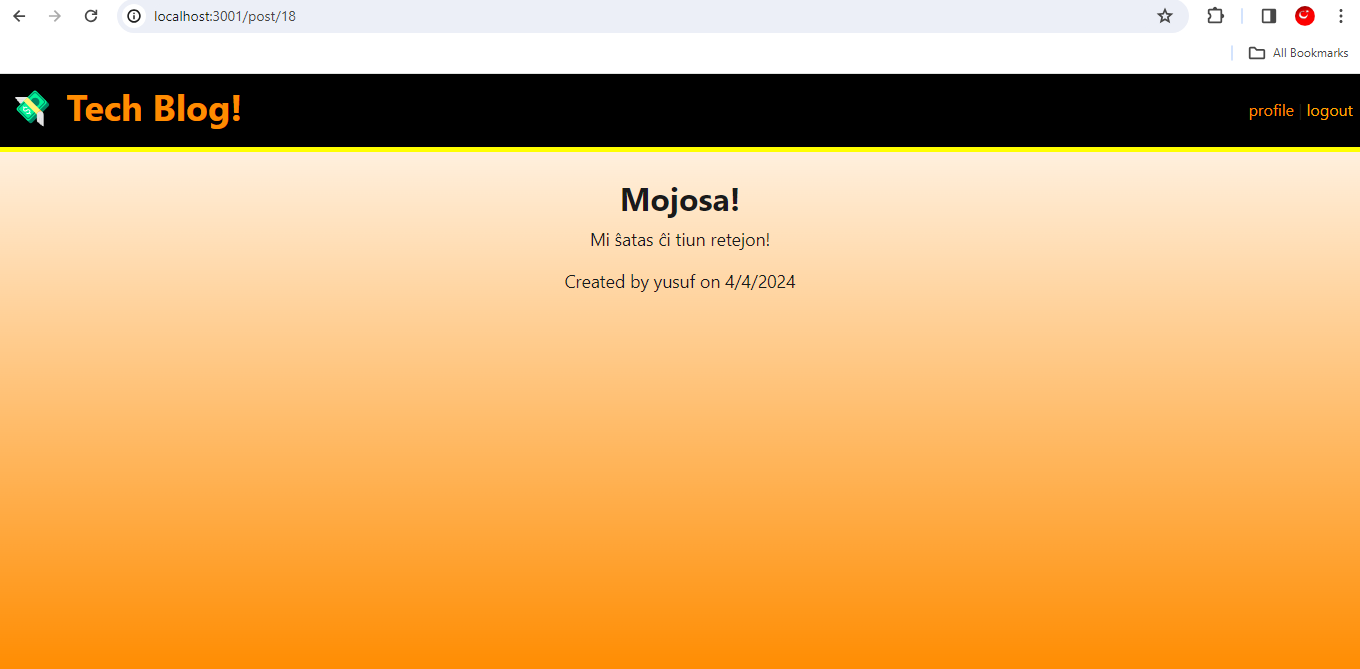 localhost:3001/post/18
All Bookmarks
Tech Blog!
profile | logout
Mojosa!
Mi ŝatas ĉi tiun retejon!
Created by yusuf on 4/4/2024